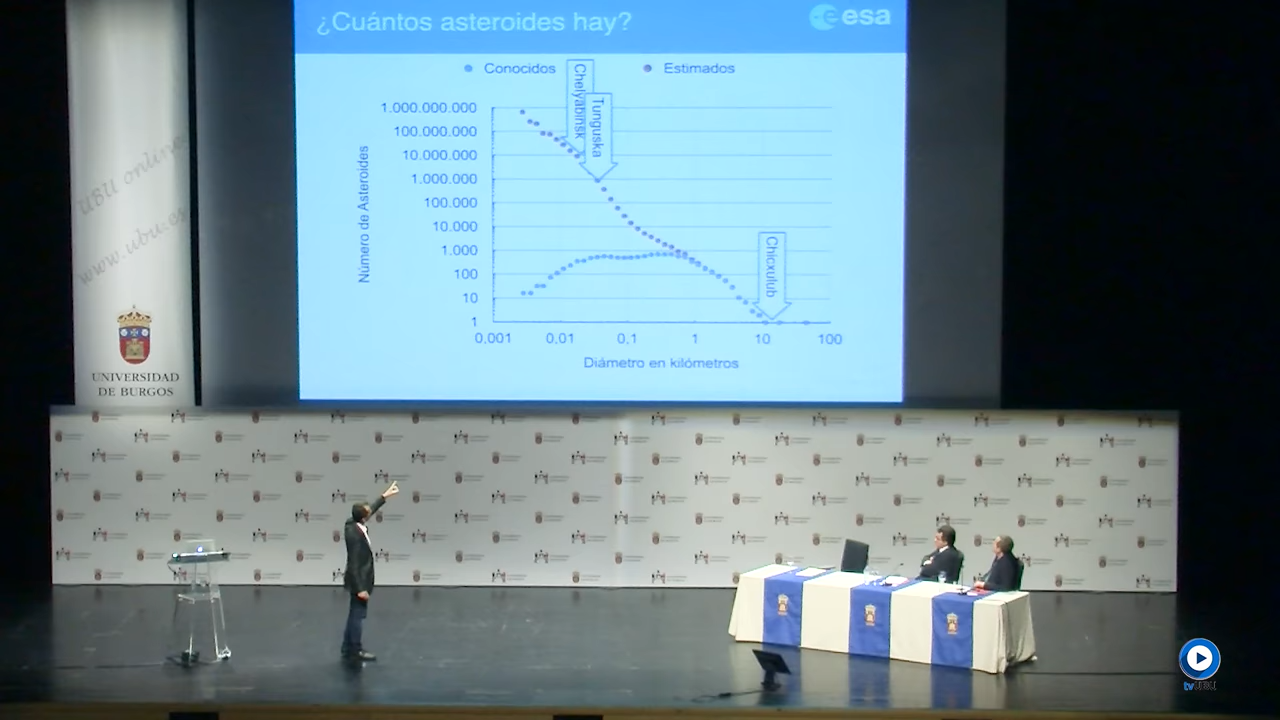 ¿Cuántos asteroides hay?
esa
Conocidos
Estimados
Chelyabinsk
Tunguska
Chicxulub
Número de Asteroides
1.000.000.000
100.000.000
10.000.000
1.000.000
100.000
10.000
1.000
100
10
1
0,001 0,01 0,1 1 10 100
Diámetro en kilómetros
UBU online
www.ubu.es
UNIVERSIDAD
DE BURGOS